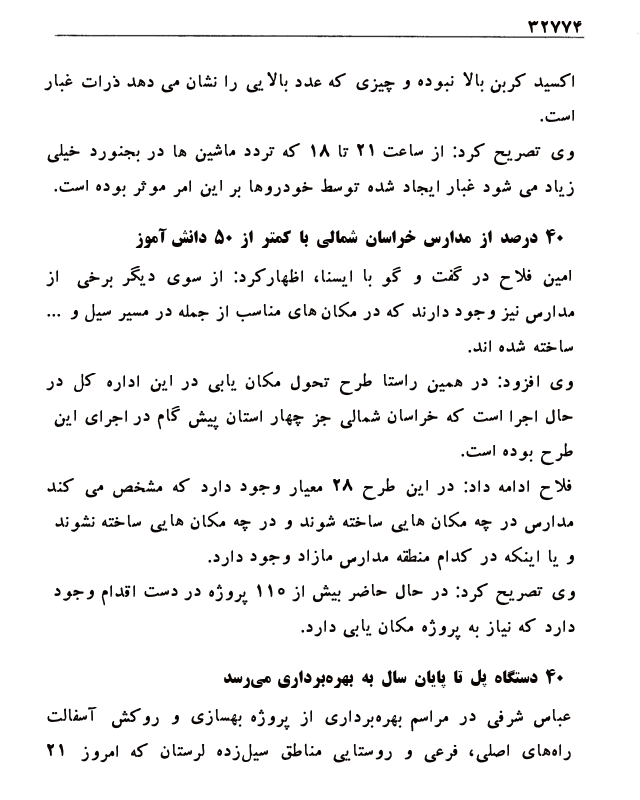 ۳۲۷۷۴
اکسید کربن بالا نبوده و چیزی که عدد بالایی را نشان می دهد ذرات غبار
است.
وی تصریح کرد: از ساعت ۲۱ تا ۱۸ که تردد ماشین ها در بجنورد خیلی
زیاد می شود غبار ایجاد شده توسط خودروها بر این امر موثر بوده است.
۴۰ درصد از مدارس خراسان شمالی با کمتر از ۵۰ دانش آموز
امین فلاح در گفت و گو با ایسنا، اظهارکرد: از سوی دیگر برخی از
مدارس نیز وجود دارند که در مکان های مناسب از جمله در مسیر سیل و ...
ساخته شده اند.
وی افزود: در همین راستا طرح تحول مکان یابی در این اداره کل در
حال اجرا است که خراسان شمالی جز چهار استان پیش گام در اجرای این
طرح بوده است.
فلاح ادامه داد: در این طرح ۲۸ معیار وجود دارد که مشخص می کند
مدارس در چه مکان هایی ساخته شوند و در چه مکان هایی ساخته نشوند
و یا اینکه در کدام منطقه مدارس مازاد وجود دارد.
وی تصریح کرد: در حال حاضر بیش از ۱۱۰ پروژه در دست اقدام وجود
دارد که نیاز به پروژه مکان یابی دارد.
۴۰ دستگاه پل تا پایان سال به بهره‌برداری می‌رسد
عباس شرفی در مراسم بهره‌برداری از پروژه بهسازی و روکش آسفالت
راه‌های اصلی، فرعی و روستایی مناطق سیل‌زده لرستان که امروز ۲۱